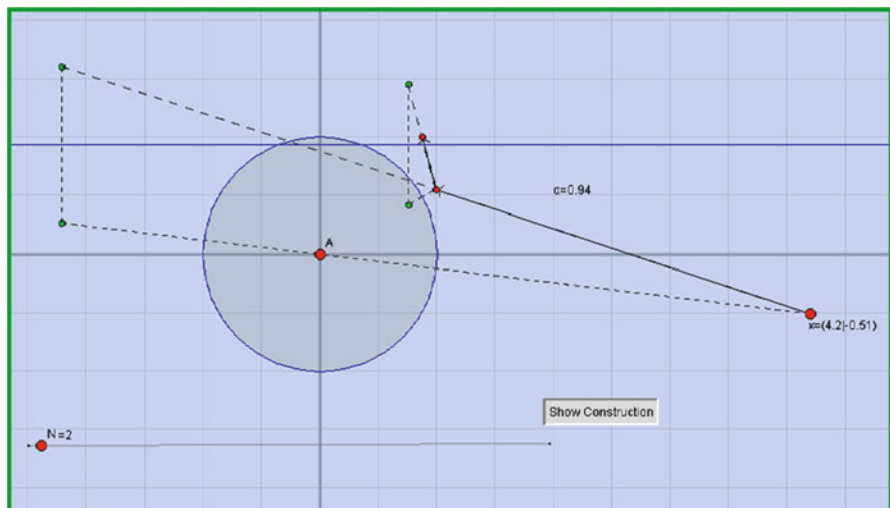 A
α=0.94
x=(4.2|-0.51)
Show Construction
N=2